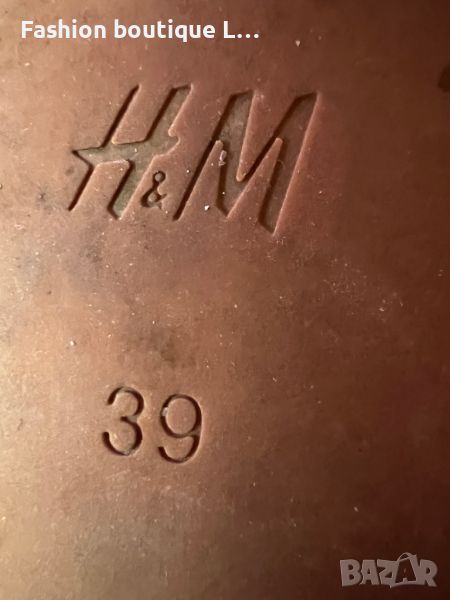 Fashion boutique L...
H&M
39
BAZAR